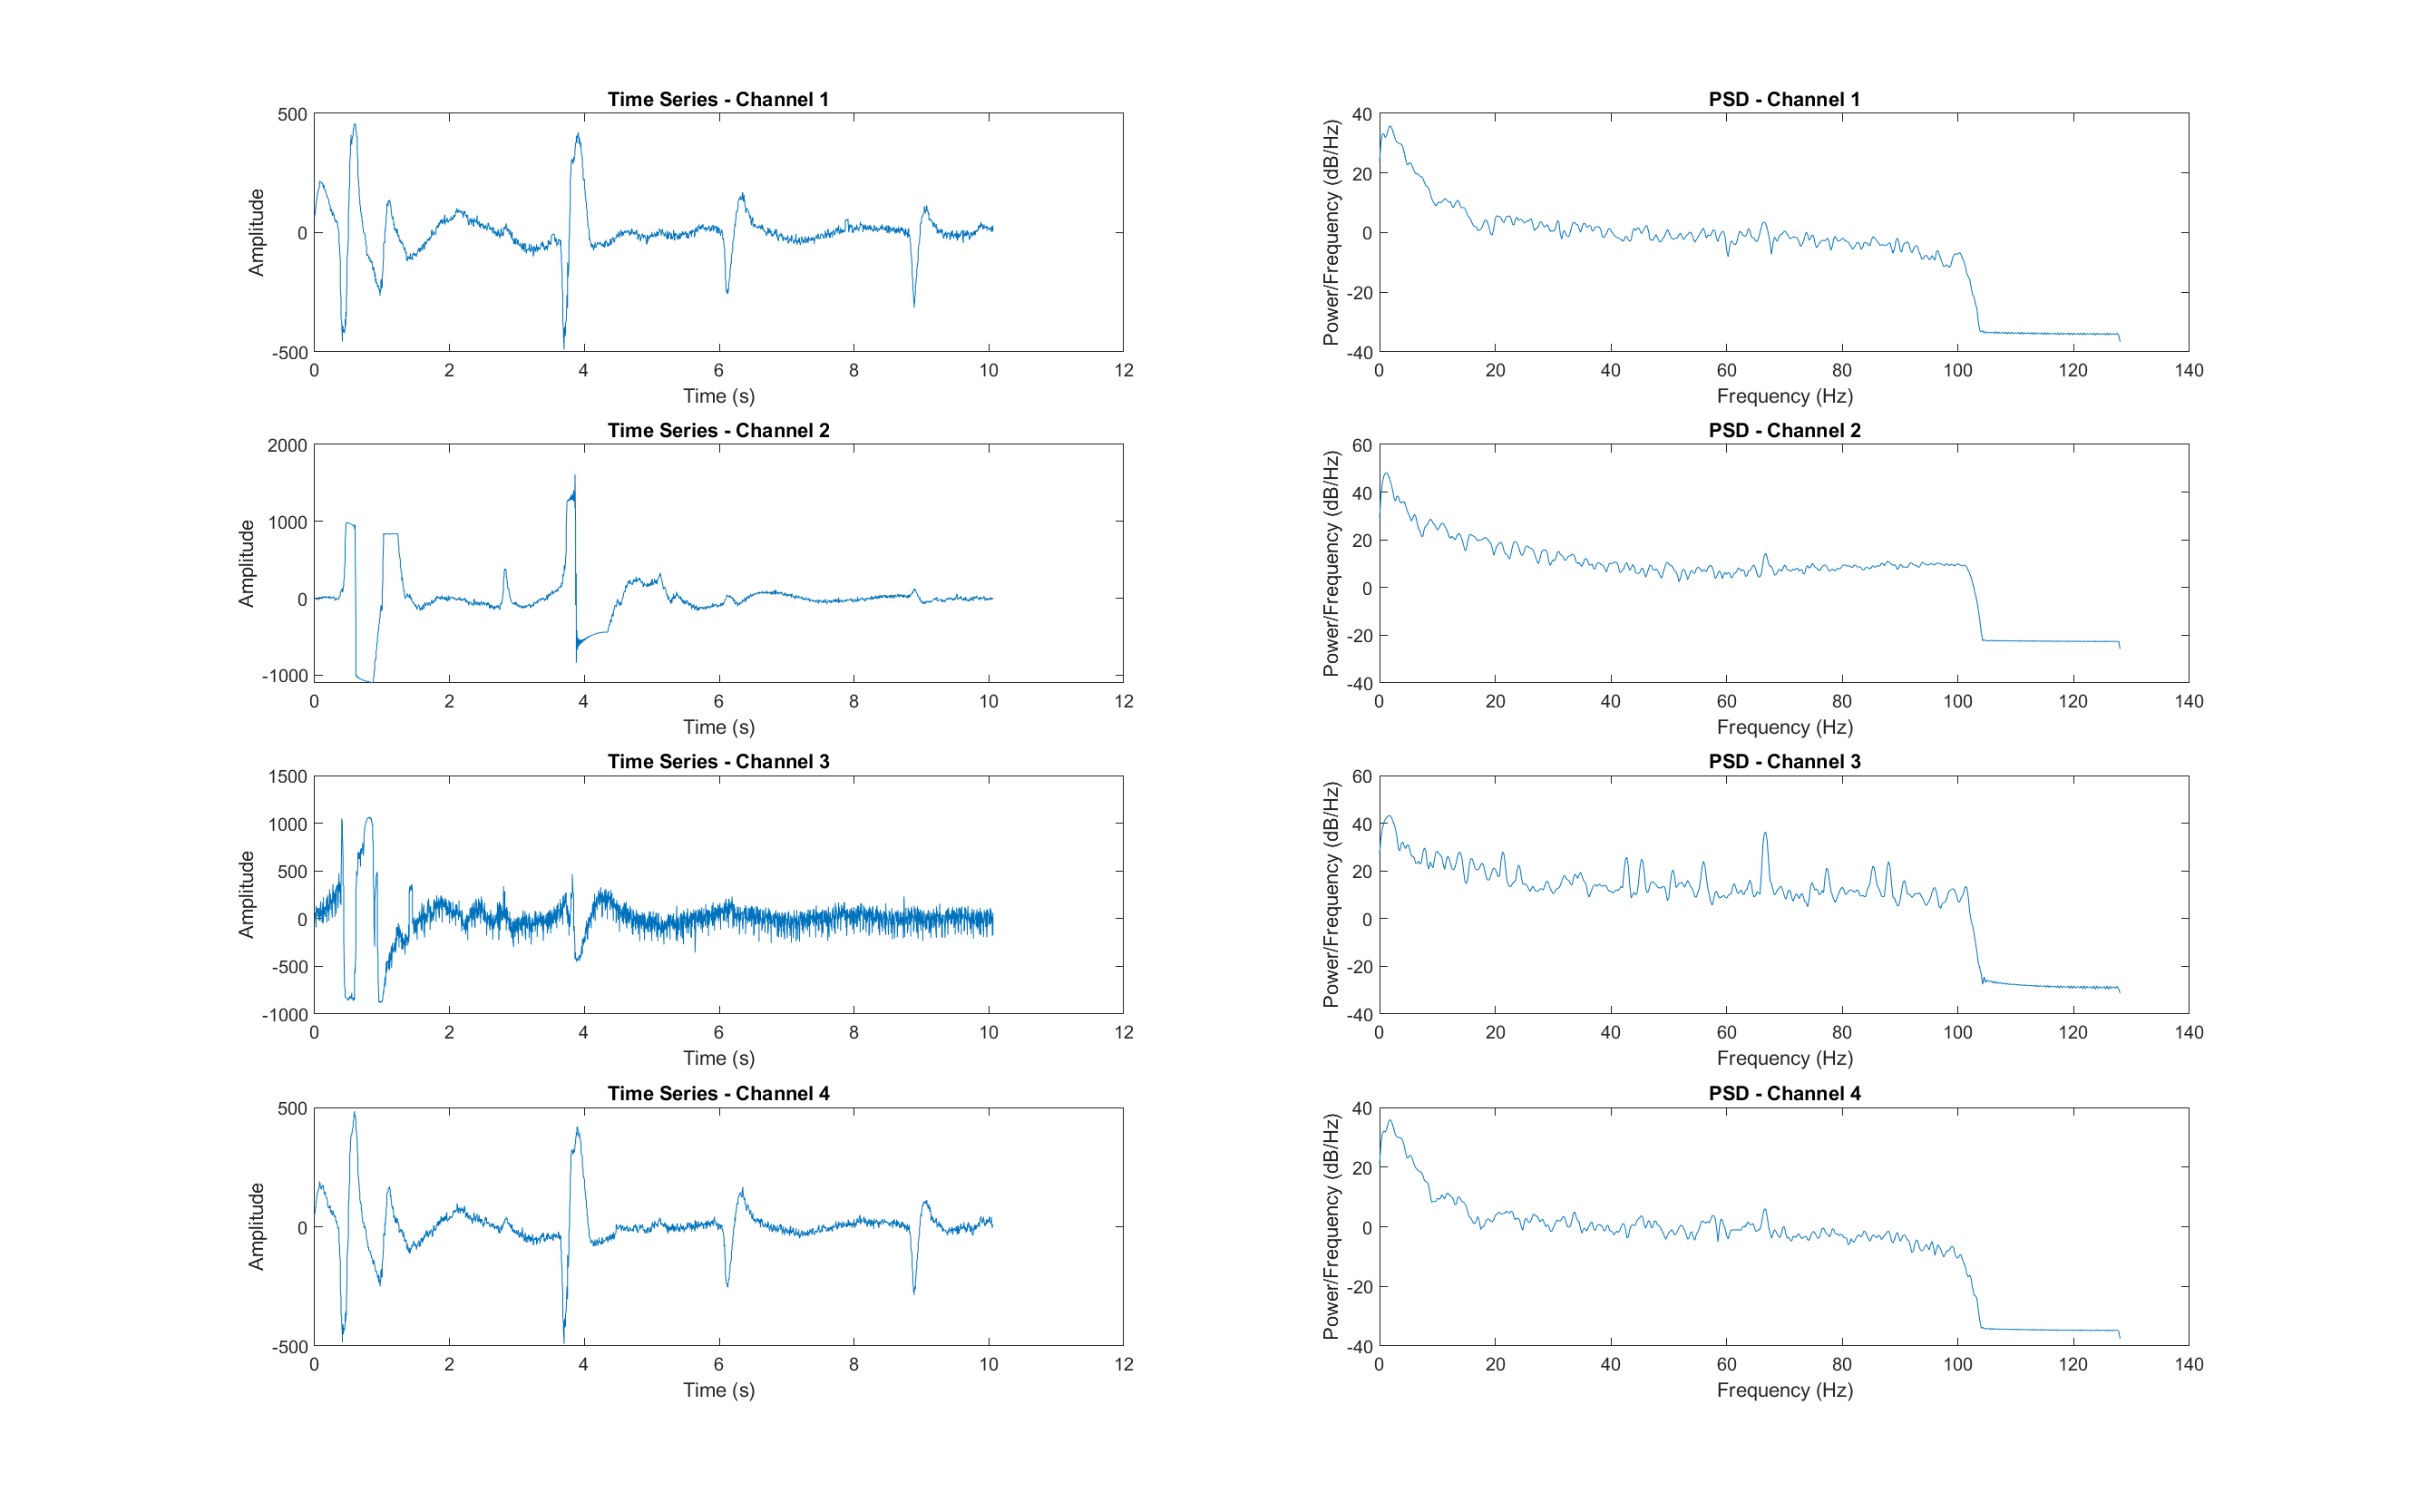 Time Series - Channel 1
500
0
-500
Amplitude
0 2 4 6 8 10 12
Time (s)
PSD - Channel 1
40
20
0
-20
-40
Power/Frequency (dB/Hz)
0 20 40 60 80 100 120 140
Frequency (Hz)
Time Series - Channel 2
2000
1000
0
-1000
Amplitude
0 2 4 6 8 10 12
Time (s)
PSD - Channel 2
60
40
20
0
-20
-40
Power/Frequency (dB/Hz)
0 20 40 60 80 100 120 140
Frequency (Hz)
Time Series - Channel 3
1500
1000
500
0
-500
-1000
Amplitude
0 2 4 6 8 10 12
Time (s)
PSD - Channel 3
60
40
20
0
-20
-40
Power/Frequency (dB/Hz)
0 20 40 60 80 100 120 140
Frequency (Hz)
Time Series - Channel 4
500
0
-500
Amplitude
0 2 4 6 8 10 12
Time (s)
PSD - Channel 4
40
20
0
-20
-40
Power/Frequency (dB/Hz)
0 20 40 60 80 100 120 140
Frequency (Hz)